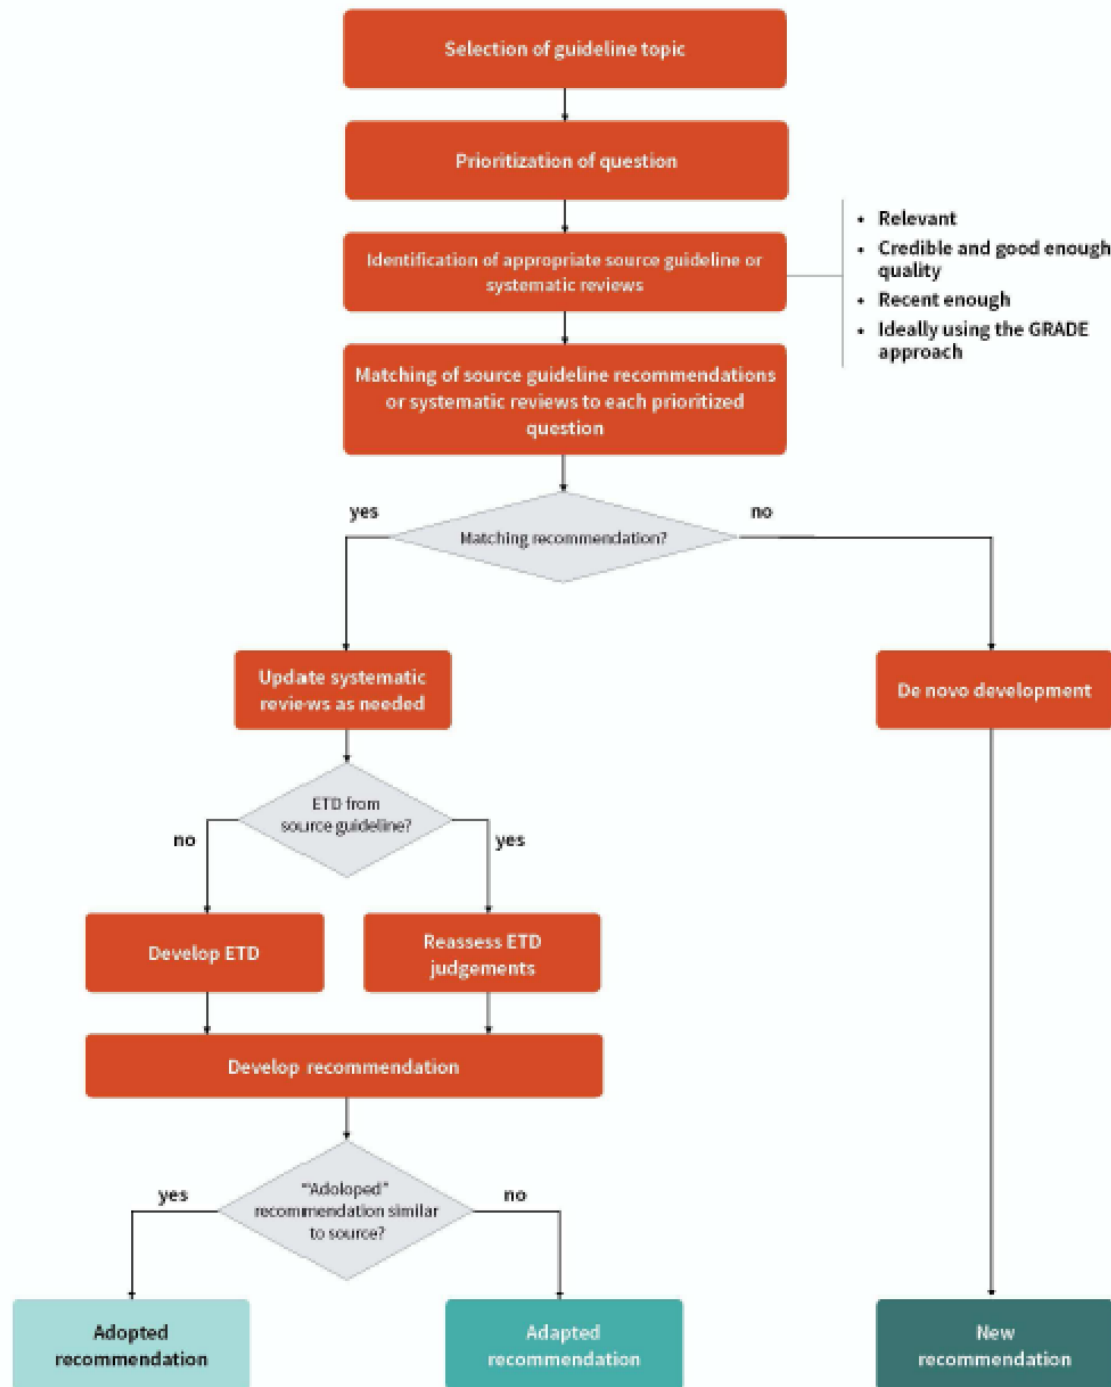 Selection of guideline topic
Prioritization of question
Identification of appropriate source guideline or
systematic reviews
• Relevant
• Credible and good enough
quality
• Recent enough
• Ideally using the GRADE
approach
Matching of source guideline recommendations
or systematic reviews to each prioritized
question
yes
Matching recommendation?
no
Update systematic
reviews as needed
De novo development
ETD from
source guideline?
no
yes
Develop ETD
Reassess ETD
judgements
Develop recommendation
yes
"Adoloped"
recommendation similar
to source?
no
Adopted
recommendation
Adapted
recommendation
New
recommendation